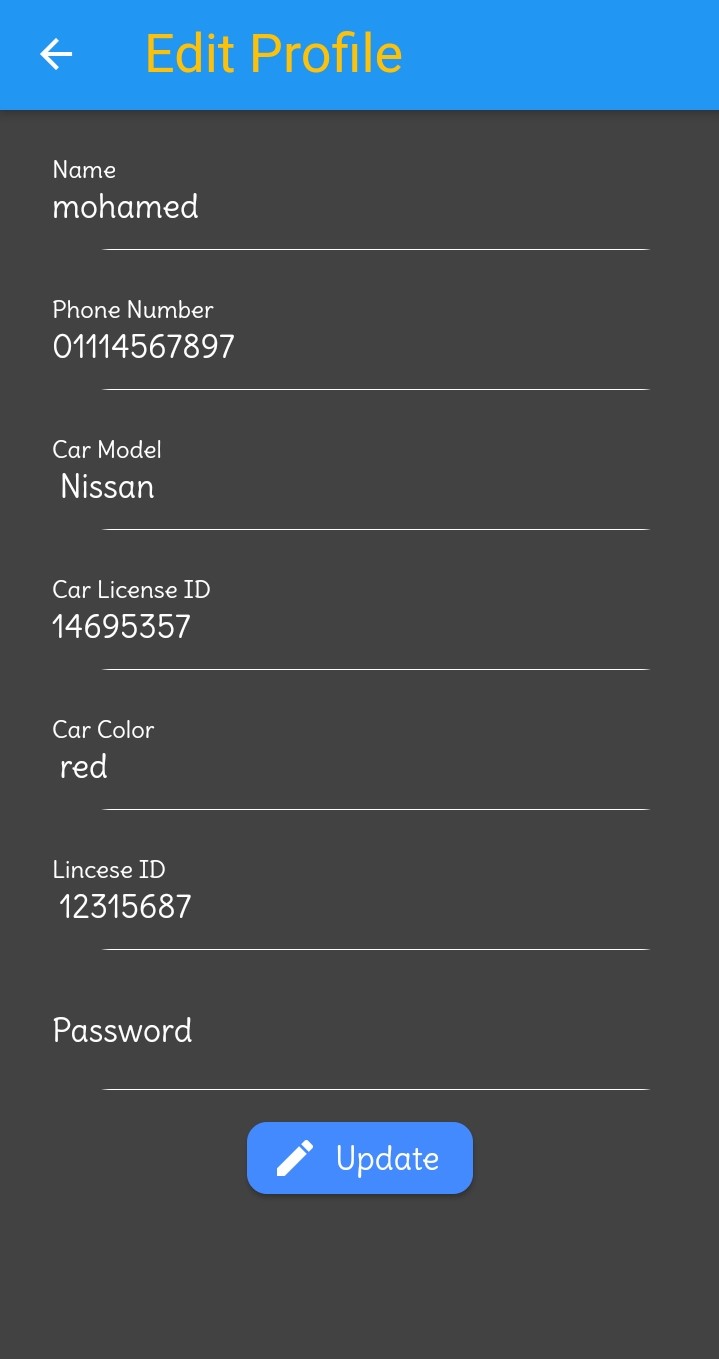 Edit Profile
Name
mohamed
Phone Number
01114567897
Car Model
Nissan
Car License ID
14695357
Car Color
red
Lincese ID
12315687
Password
Update